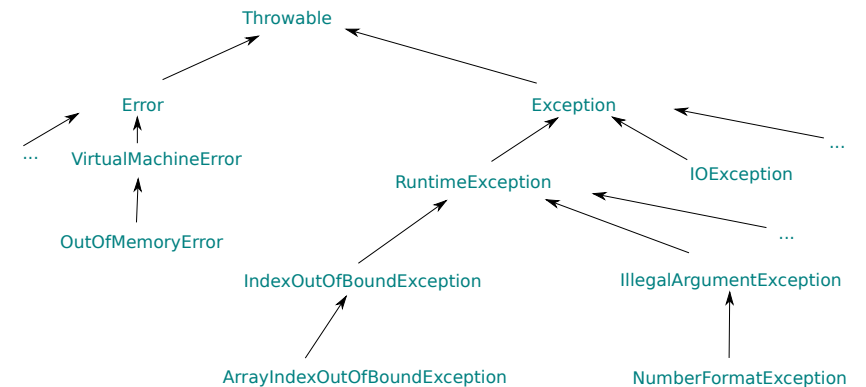 Throwable
Error
Exception
...
VirtualMachineError
...
RuntimeException
IOException
OutOfMemoryError
...
IndexOutOfBoundException
IllegalArgumentException
ArrayIndexOutOfBoundException
NumberFormatException